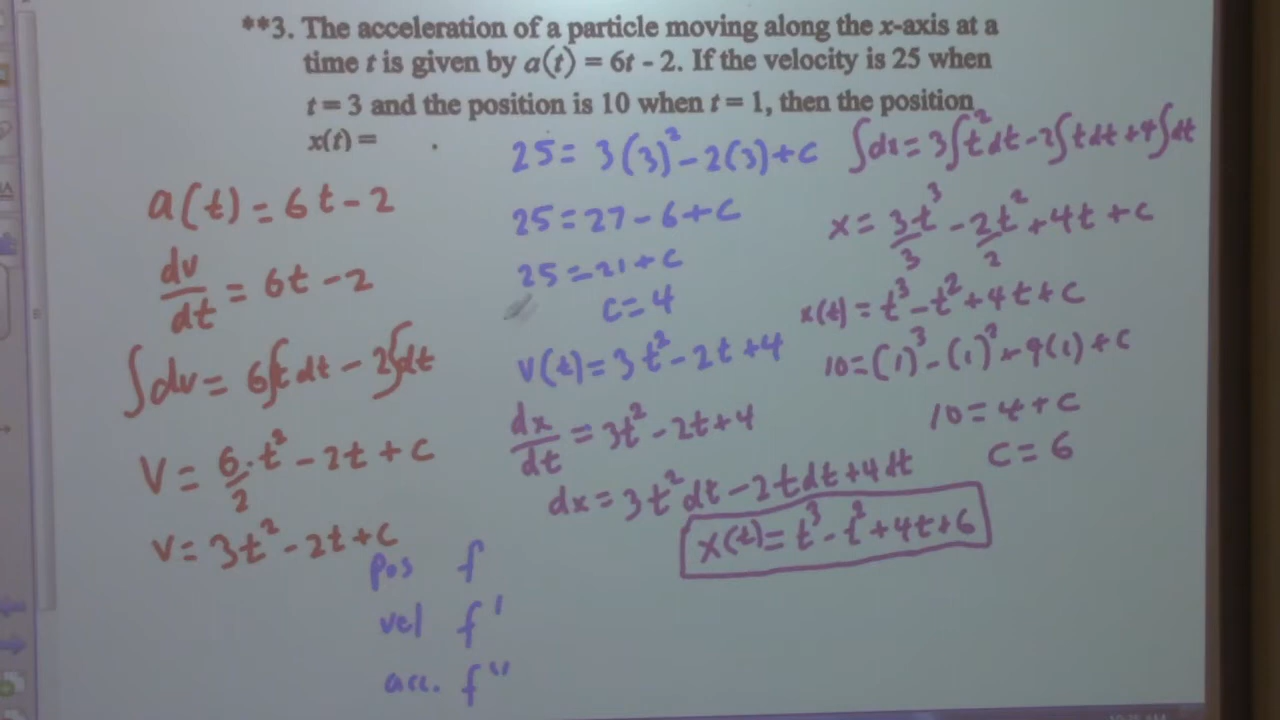 **3. The acceleration of a particle moving along the x-axis at a
time t is given by a(t) = 6t - 2. If the velocity is 25 when
t = 3 and the position is 10 when t = 1, then the position
x(t) = .
a(t) = 6t - 2
dv/dt = 6t - 2
∫dv = 6∫t dt - 2∫dt
V = 6/2 · t² - 2t + C
V = 3t² - 2t + C
pos f
vel f'
acc. f"
25 = 3(3)² - 2(3) + C
25 = 27 - 6 + C
25 = 21 + C
C = 4
V(t) = 3t² - 2t + 4
dx/dt = 3t² - 2t + 4
dx = 3t² dt - 2t dt + 4 dt
∫dx = 3∫t² dt - 2∫t dt + 4∫dt
x = 3t³/3 - 2t²/2 + 4t + C
x(t) = t³ - t² + 4t + C
10 = (1)³ - (1)² + 4(1) + C
10 = 4 + C
C = 6
x(t) = t³ - t² + 4t + 6